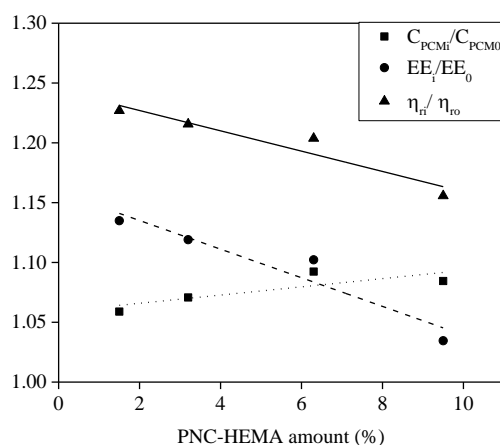 1.30
1.25
1.20
1.15
1.10
1.05
1.00
C_PCMi/C_PCM0
EE_i/EE_0
η_ri/ η_ro
0 2 4 6 8 10
PNC-HEMA amount (%)